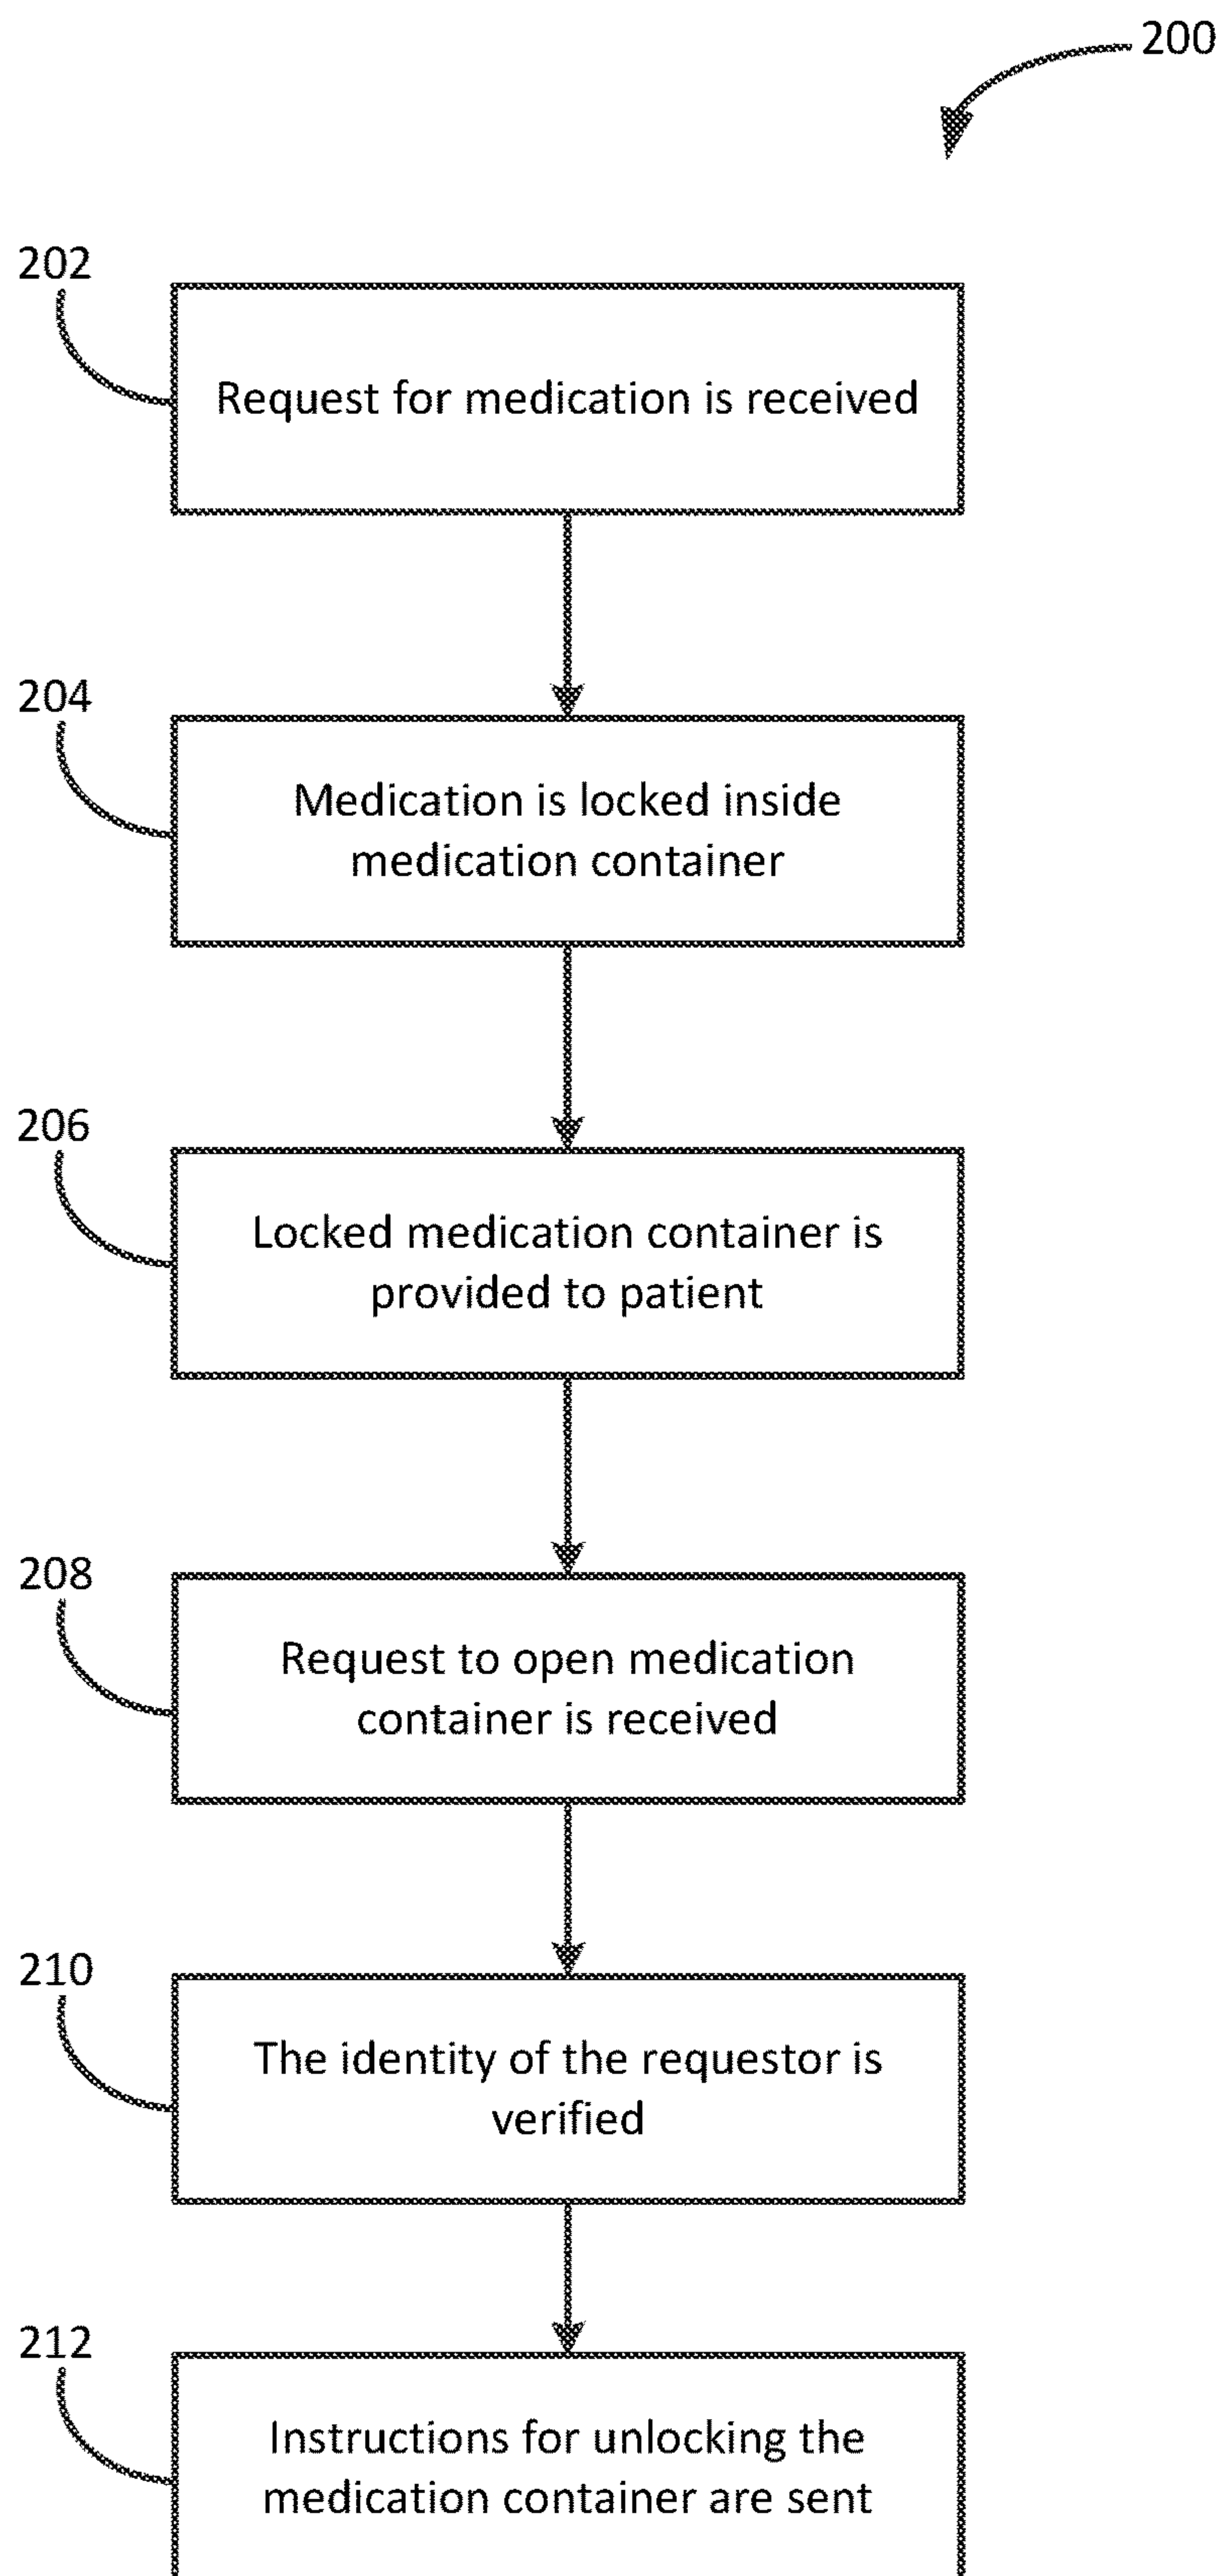 200
202
Request for medication is received
204
Medication is locked inside
medication container
206
Locked medication container is
provided to patient
208
Request to open medication
container is received
210
The identity of the requestor is
verified
212
Instructions for unlocking the
medication container are sent